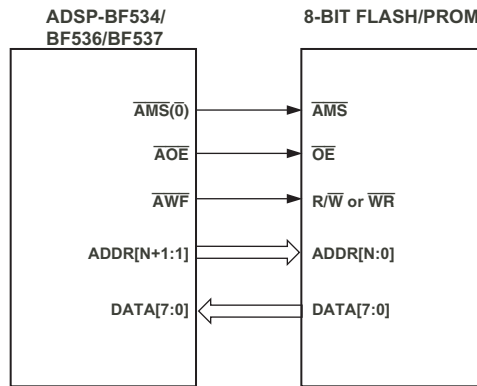 ADSP-BF534/
BF536/BF537
8-BIT FLASH/PROM
AMS(0) AMS
AOE OE
AWF R/W or WR
ADDR[N+1:1] ADDR[N:0]
DATA[7:0] DATA[7:0]